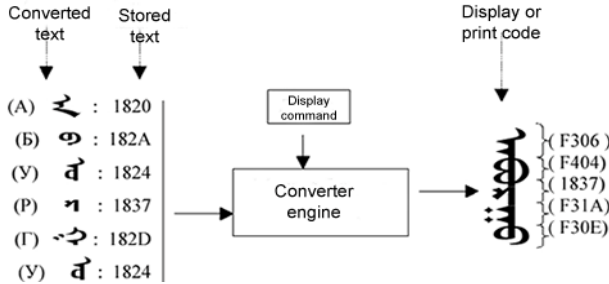 Converted
text
Stored
text
Display or
print code
Display
command
Converter
engine
(А) ᠠ : 1820
(Б) ᠪ : 182A
(У) ᠤ : 1824
(Р) ᠷ : 1837
(Г) ᠭ : 182D
(У) ᠤ : 1824
ᠠᠪᠤᠷᠭᠤ
( F306 )
( F404 )
( 1837 )
( F31A )
( F30E )